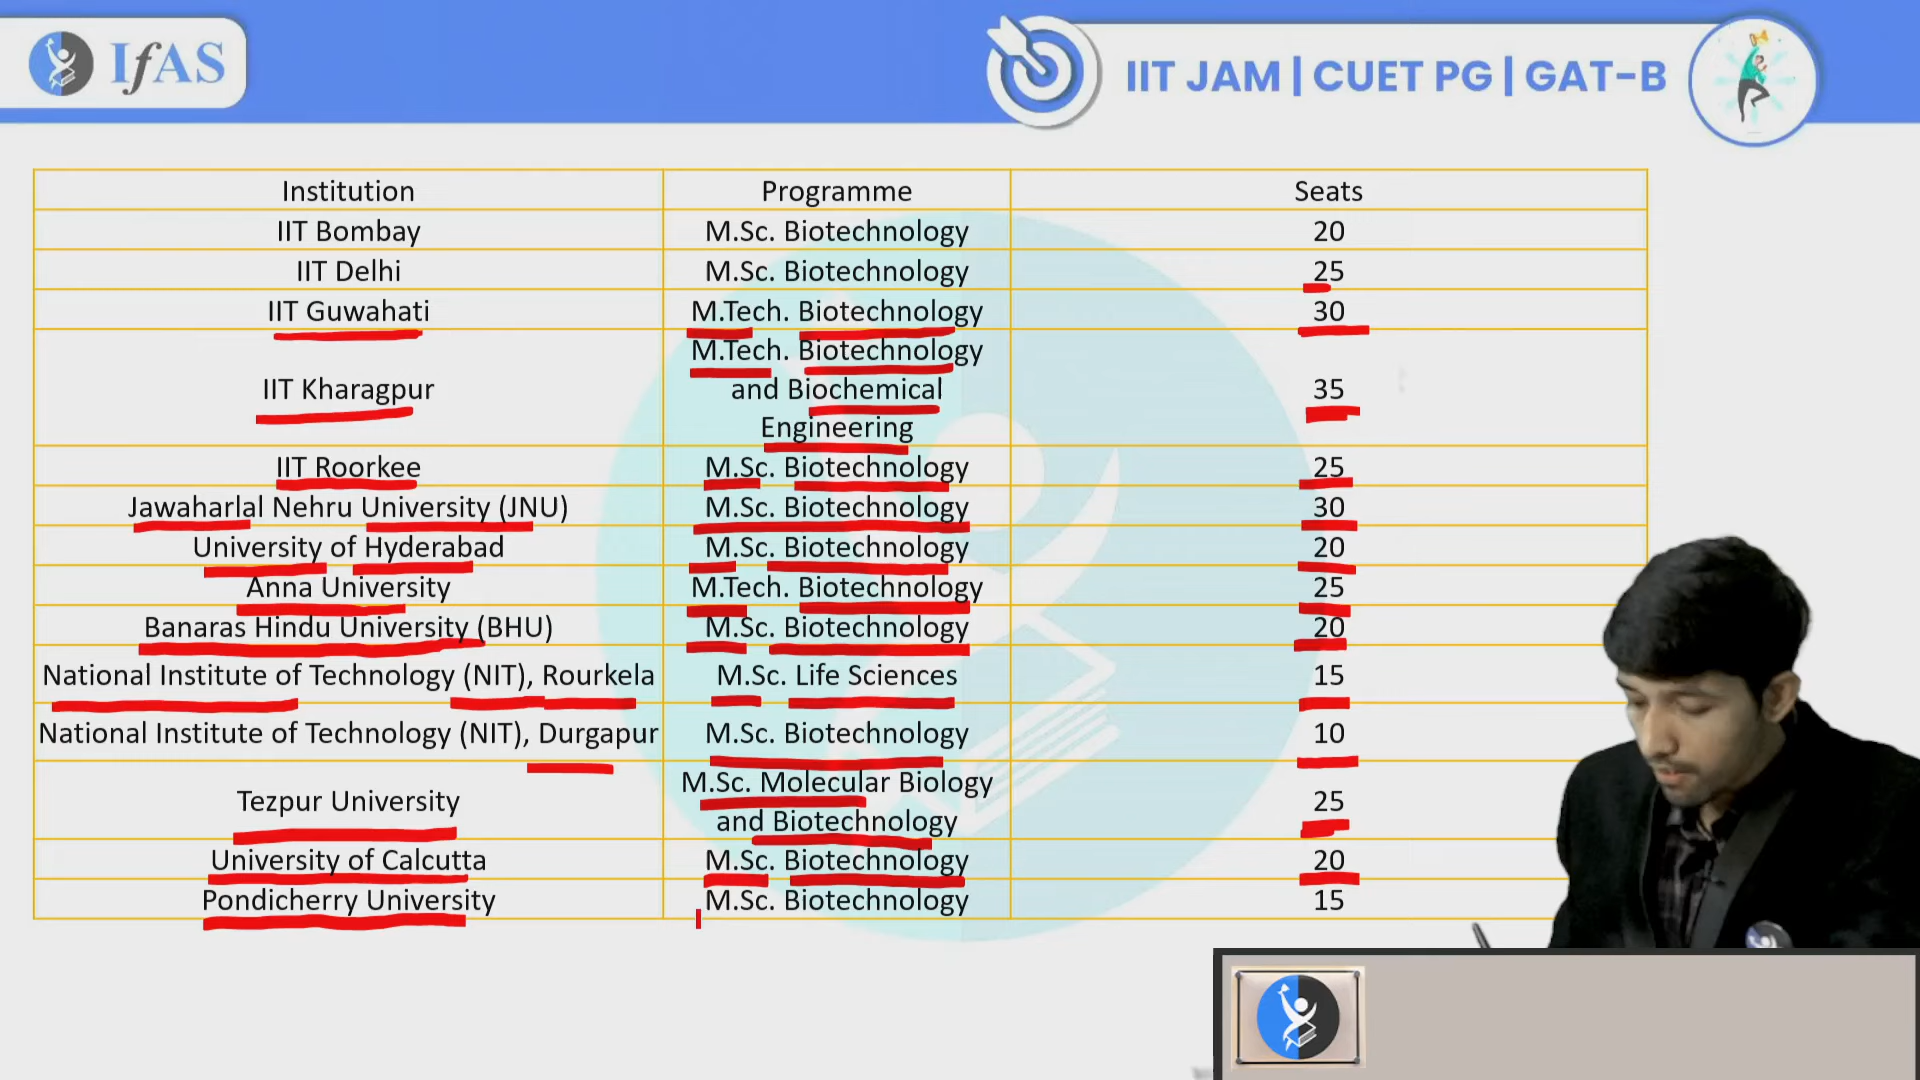 IfAS
IIT JAM | CUET PG | GAT-B
Institution Programme Seats
IIT Bombay M.Sc. Biotechnology 20
IIT Delhi M.Sc. Biotechnology 25
IIT Guwahati M.Tech. Biotechnology 30
IIT Kharagpur M.Tech. Biotechnology
and Biochemical
Engineering 35
IIT Roorkee M.Sc. Biotechnology 25
Jawaharlal Nehru University (JNU) M.Sc. Biotechnology 30
University of Hyderabad M.Sc. Biotechnology 20
Anna University M.Tech. Biotechnology 25
Banaras Hindu University (BHU) M.Sc. Biotechnology 20
National Institute of Technology (NIT), Rourkela M.Sc. Life Sciences 15
National Institute of Technology (NIT), Durgapur M.Sc. Biotechnology 10
Tezpur University M.Sc. Molecular Biology
and Biotechnology 25
University of Calcutta M.Sc. Biotechnology 20
Pondicherry University M.Sc. Biotechnology 15